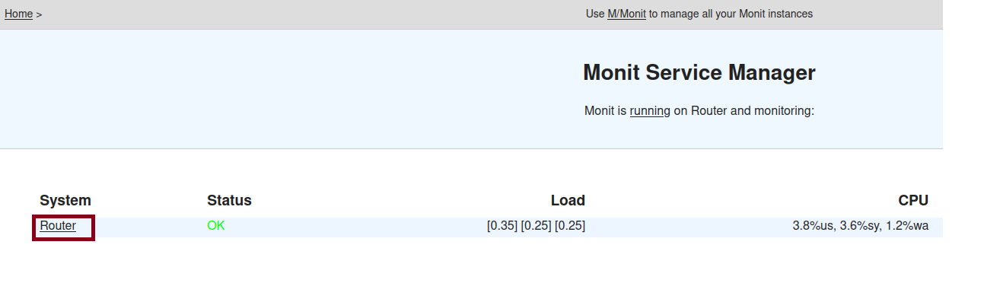 Home > Use M/Monit to manage all your Monit instances
Monit Service Manager
Monit is running on Router and monitoring:
System Status Load CPU
Router OK [0.35] [0.25] [0.25] 3.8%us, 3.6%sy, 1.2%wa